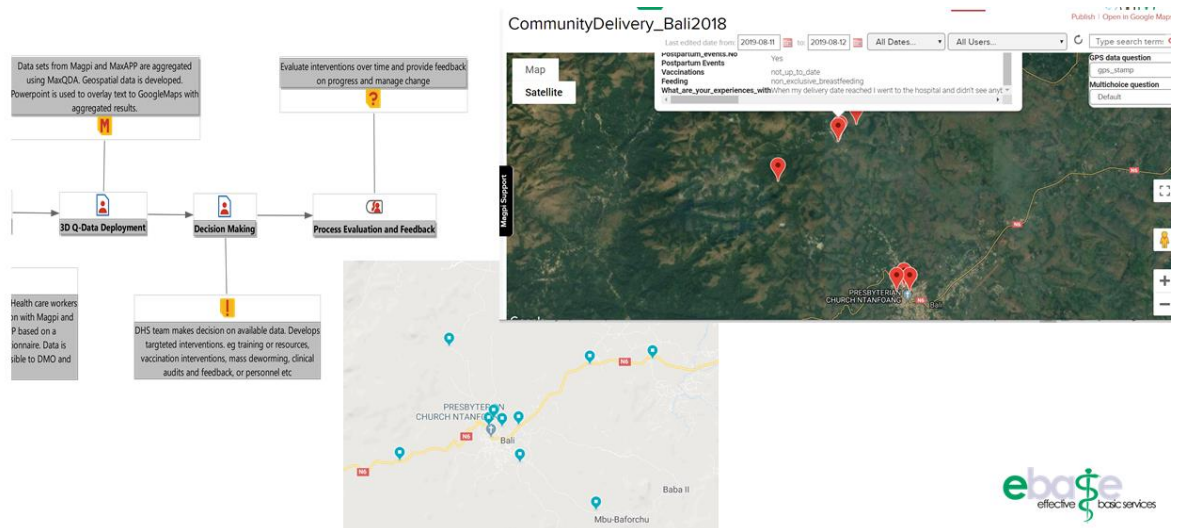 Data sets from Magpi and MaxAPP are aggregated
using MaxQDA. Geospatial data is developed.
Powerpoint is used to overlay text to GoogleMaps with
aggregated results.
M
Evaluate interventions over time and provide feedback
on progress and manage change
?
3D Q-Data Deployment
Decision Making
Process Evaluation and Feedback
Health care workers
on with Magpi and
P based on a
ionnaire. Data is
sible to DMO and
!
DHS team makes decision on available data. Develops
targteted interventions. eg training or resources,
vaccination interventions, mass deworming, clinical
audits and feedback, or personnel etc
CommunityDelivery_Bali2018
Publish | Open in Google Map
Last edited date from: 2019-08-11 to: 2019-08-12 All Dates... All Users... Type search term:
Map
Satellite
Postpartum_events.No
Postpartum Events Yes
Vaccinations not_up_to_date
Feeding non_exclusive_breastfeeding
What_are_your_experiences_with When my delivery date reached I went to the hospital and didn't see anyt
GPS data question
gps_stamp
Multichoice question
Default
Magpi Support
N6
N6
PRESBYTERIAN
CHURCH NTANFOANG
N6
Bali
N6
PRESBYTERIAN
CHURCH NTANF
N6
Bali
N6
Baba II
Mbu-Baforchu
ebase
effective basic services